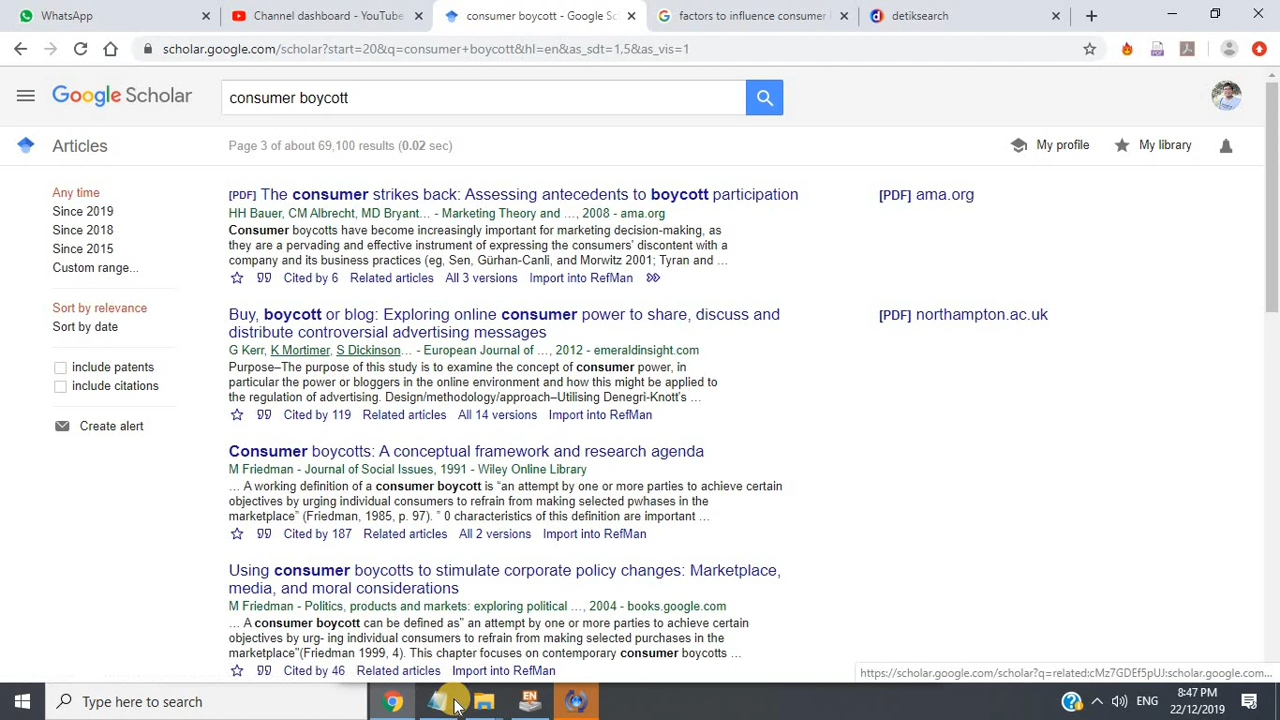 WhatsApp
Channel dashboard - YouTube
consumer boycott - Google Sc
factors to influence consumer
detiksearch
scholar.google.com/scholar?start=20&q=consumer+boycott&hl=en&as_sdt=1,5&as_vis=1
Google Scholar
consumer boycott
Articles
Page 3 of about 69,100 results (0.02 sec)
My profile
My library
Any time
Since 2019
Since 2018
Since 2015
Custom range...
Sort by relevance
Sort by date
include patents
include citations
Create alert
[PDF] The consumer strikes back: Assessing antecedents to boycott participation
[PDF] ama.org
HH Bauer, CM Albrecht, MD Bryant… - Marketing Theory and …, 2008 - ama.org
Consumer boycotts have become increasingly important for marketing decision-making, as
they are a pervading and effective instrument of expressing the consumers' discontent with a
company and its business practices (eg, Sen, Gürhan-Canli, and Morwitz 2001; Tyran and …
Cited by 6 Related articles All 3 versions Import into RefMan
Buy, boycott or blog: Exploring online consumer power to share, discuss and
distribute controversial advertising messages
[PDF] northampton.ac.uk
G Kerr, K Mortimer, S Dickinson… - European Journal of …, 2012 - emeraldinsight.com
Purpose–The purpose of this study is to examine the concept of consumer power, in
particular the power or bloggers in the online environment and how this might be applied to
the regulation of advertising. Design/methodology/approach–Utilising Denegri-Knott's …
Cited by 119 Related articles All 14 versions Import into RefMan
Consumer boycotts: A conceptual framework and research agenda
M Friedman - Journal of Social Issues, 1991 - Wiley Online Library
… A working definition of a consumer boycott is "an attempt by one or more parties to achieve certain
objectives by urging individual consumers to refrain from making selected pwhases in the
marketplace" (Friedman, 1985, p. 97). " 0 characteristics of this definition are important …
Cited by 187 Related articles All 2 versions Import into RefMan
Using consumer boycotts to stimulate corporate policy changes: Marketplace,
media, and moral considerations
M Friedman - Politics, products and markets: exploring political …, 2004 - books.google.com
… A consumer boycott can be defined as" an attempt by one or more parties to achieve certain
objectives by urg- ing individual consumers to refrain from making selected purchases in the
marketplace"(Friedman 1999, 4). This chapter focuses on contemporary consumer boycotts …
Cited by 46 Related articles Import into RefMan
https://scholar.google.com/scholar?q=related:cMz7GDEf5pUJ:scholar.google.com...
Type here to search
EN
ENG
8:47 PM
22/12/2019